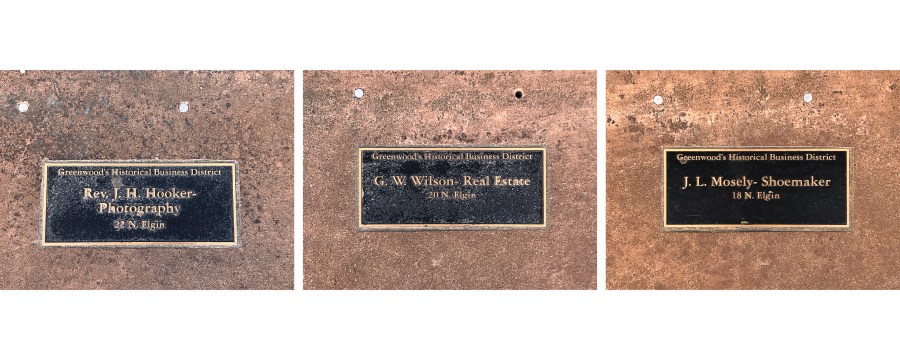 Greenwood's Historical Business District
Rev. J. H. Hooker-
Photography
22 N. Elgin
Greenwood's Historical Business District
G. W. Wilson- Real Estate
20 N. Elgin
Greenwood's Historical Business District
J. L. Mosely- Shoemaker
18 N. Elgin